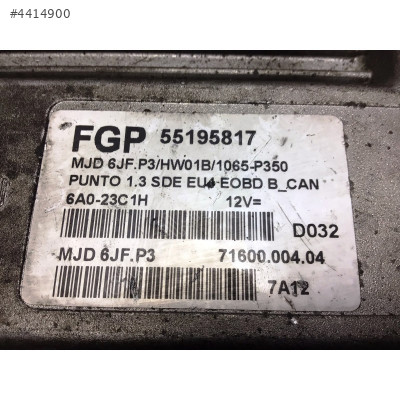 #4414900
FGP 55195817
MJD 6JF.P3/HW01B/1065-P350
PUNTO 1.3 SDE EU4 EOBD B_CAN
6A0-23C1H 12V=
D032
MJD 6JF.P3 71600.004.04
7A12